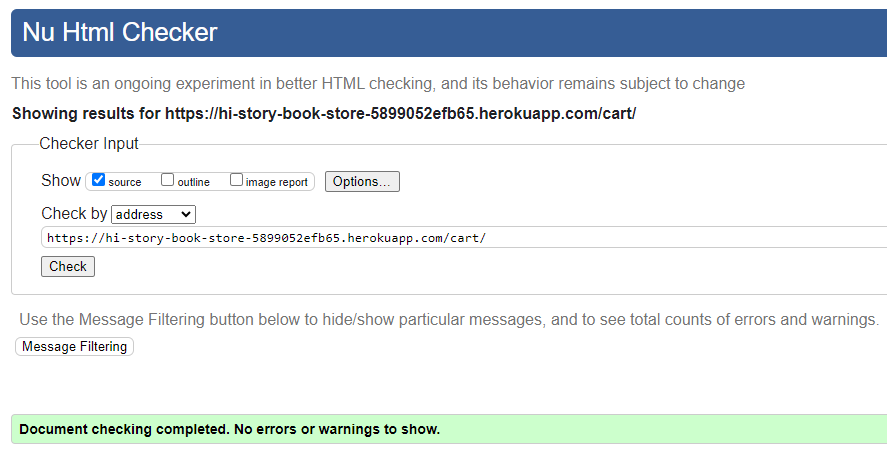 Nu Html Checker
This tool is an ongoing experiment in better HTML checking, and its behavior remains subject to change
Showing results for https://hi-story-book-store-5899052efb65.herokuapp.com/cart/
Checker Input
Show source outline image report Options...
Check by address
https://hi-story-book-store-5899052efb65.herokuapp.com/cart/
Check
Use the Message Filtering button below to hide/show particular messages, and to see total counts of errors and warnings.
Message Filtering
Document checking completed. No errors or warnings to show.